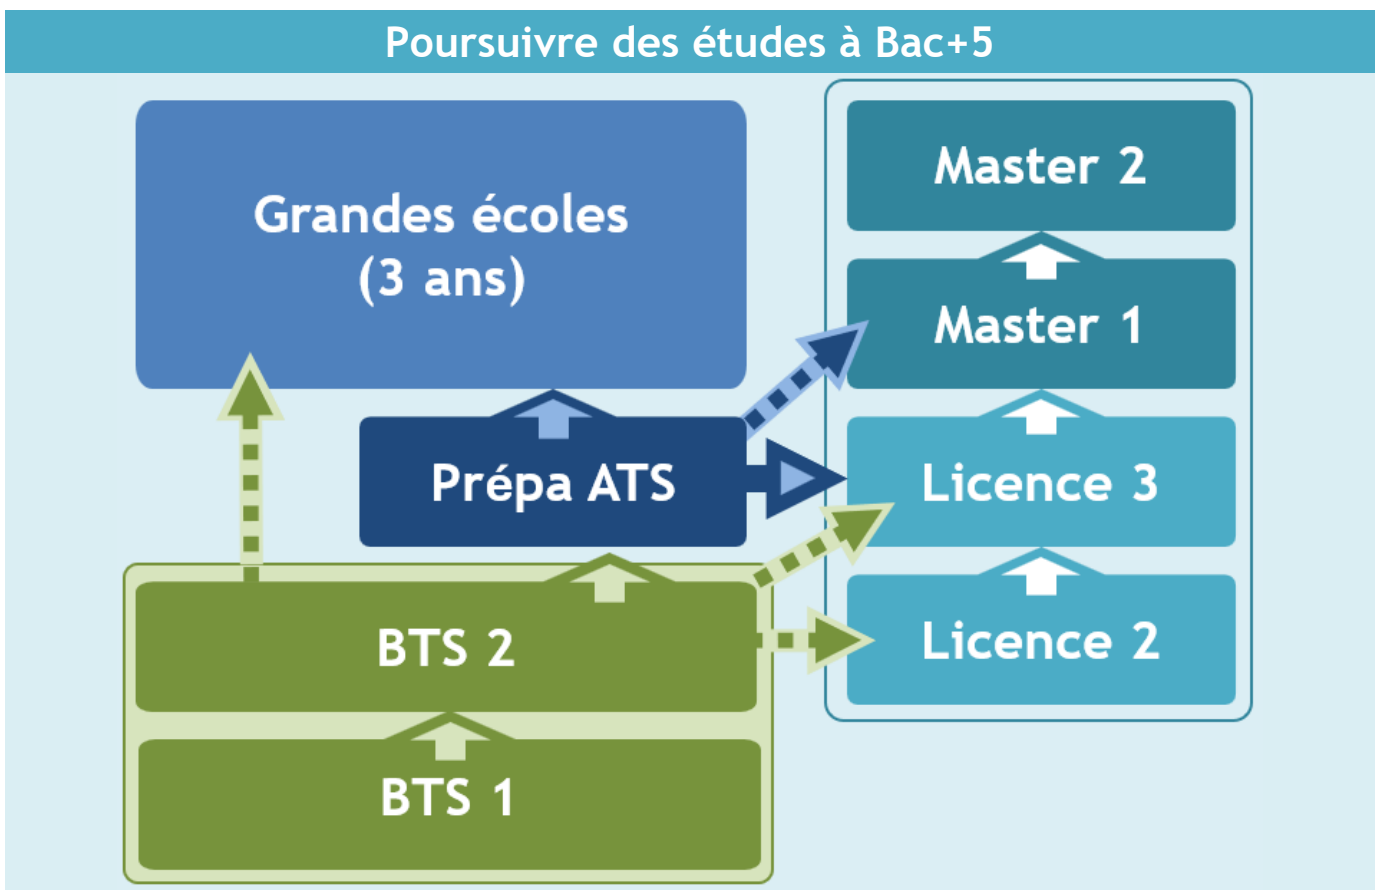 Poursuivre des études à Bac+5
Grandes écoles
(3 ans)
Master 2
Master 1
Prépa ATS
Licence 3
BTS 2
Licence 2
BTS 1